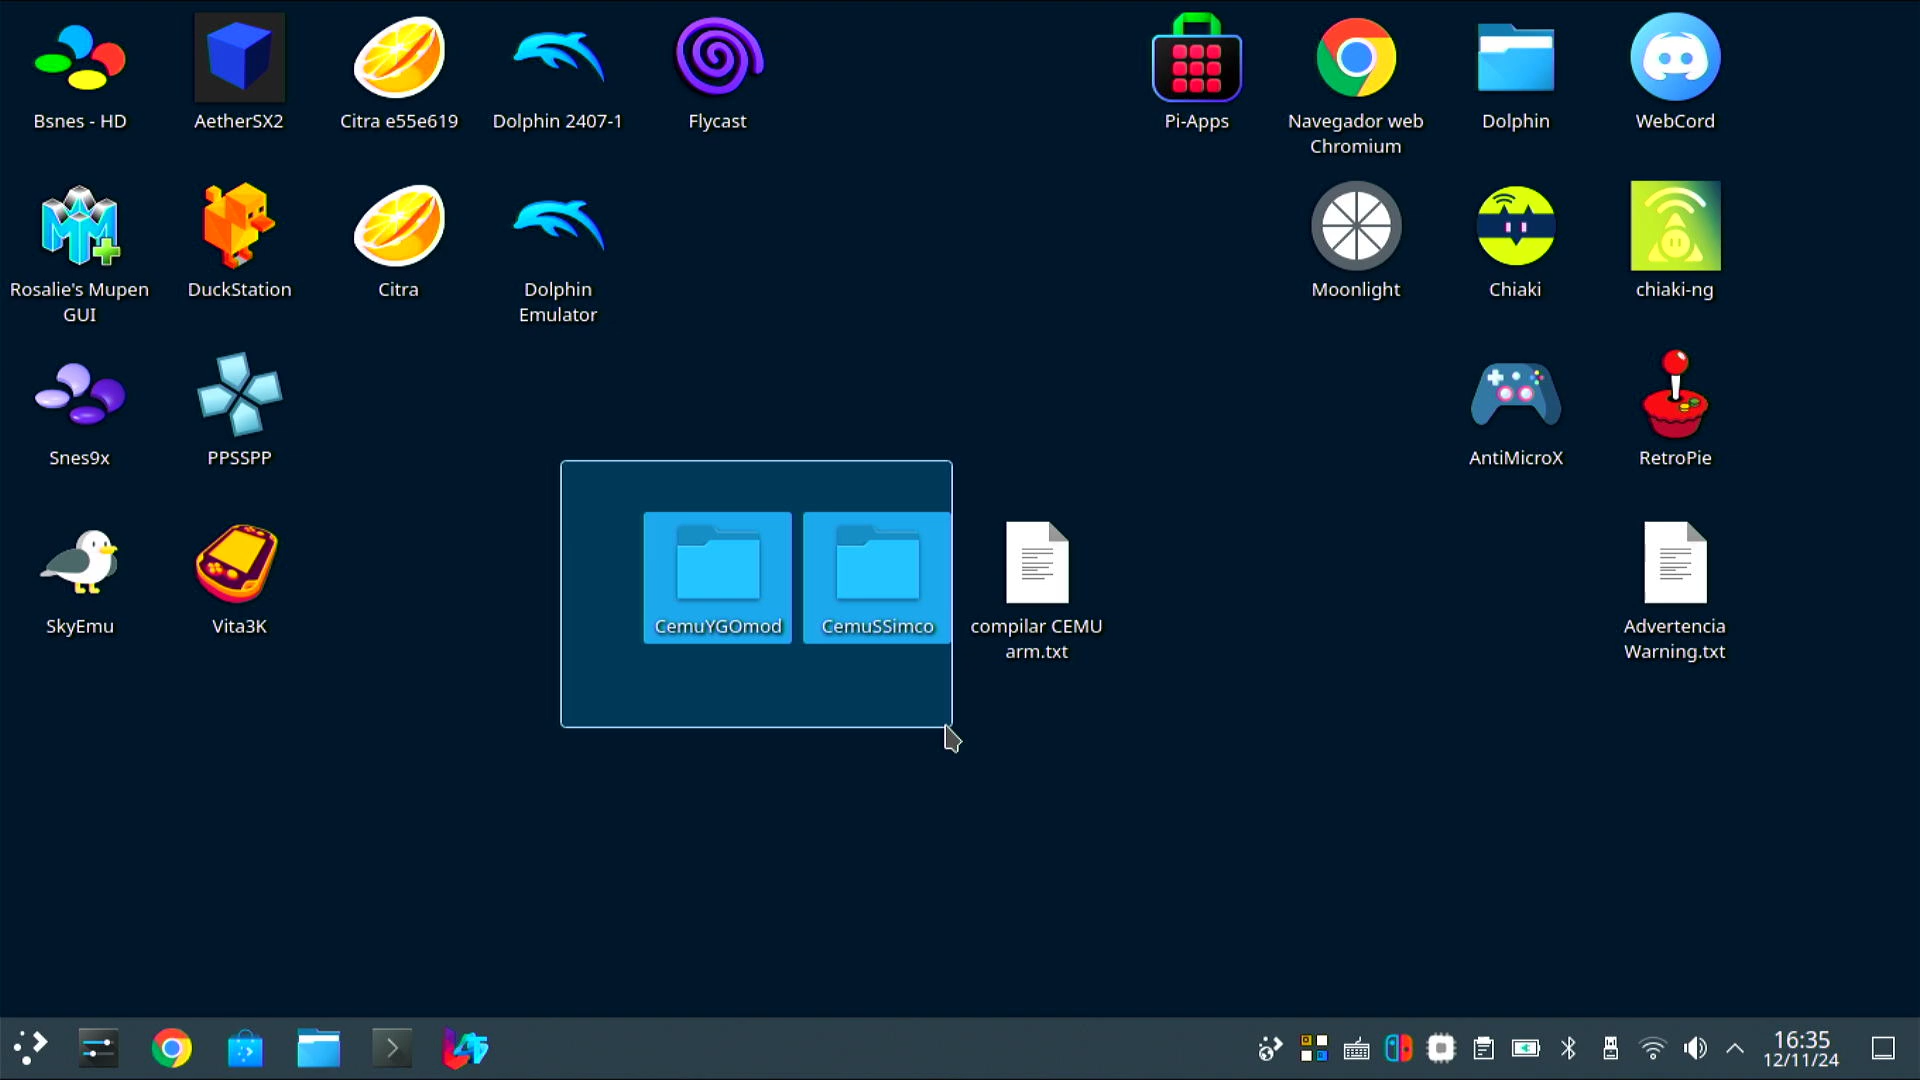 Bsnes - HD
AetherSX2
Citra e55e619
Dolphin 2407-1
Flycast
Pi-Apps
Navegador web
Chromium
Dolphin
WebCord
Rosalie's Mupen
GUI
DuckStation
Citra
Dolphin
Emulator
Moonlight
Chiaki
chiaki-ng
Snes9x
PPSSPP
AntiMicroX
RetroPie
SkyEmu
Vita3K
CemuYGOmod
CemuSSimco
compilar CEMU
arm.txt
Advertencia
Warning.txt
16:35
12/11/24